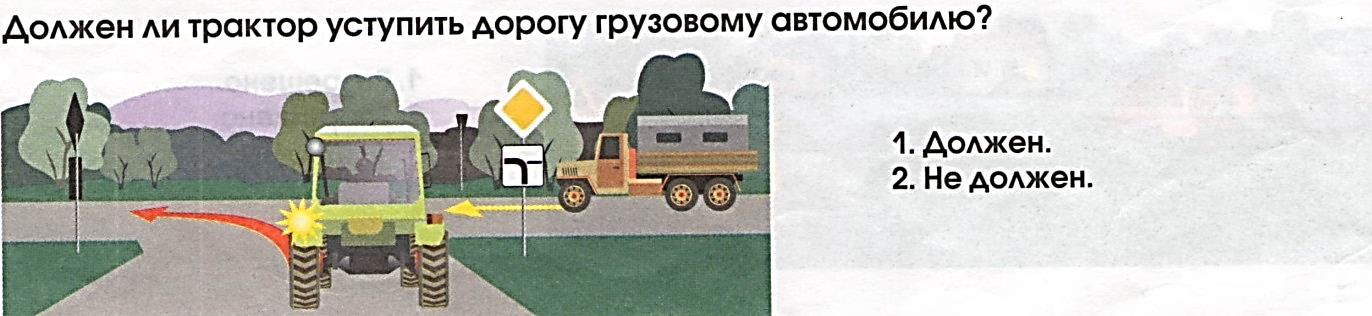 Должен ли трактор уступить дорогу грузовому автомобилю?
1. Должен.
2. Не должен.